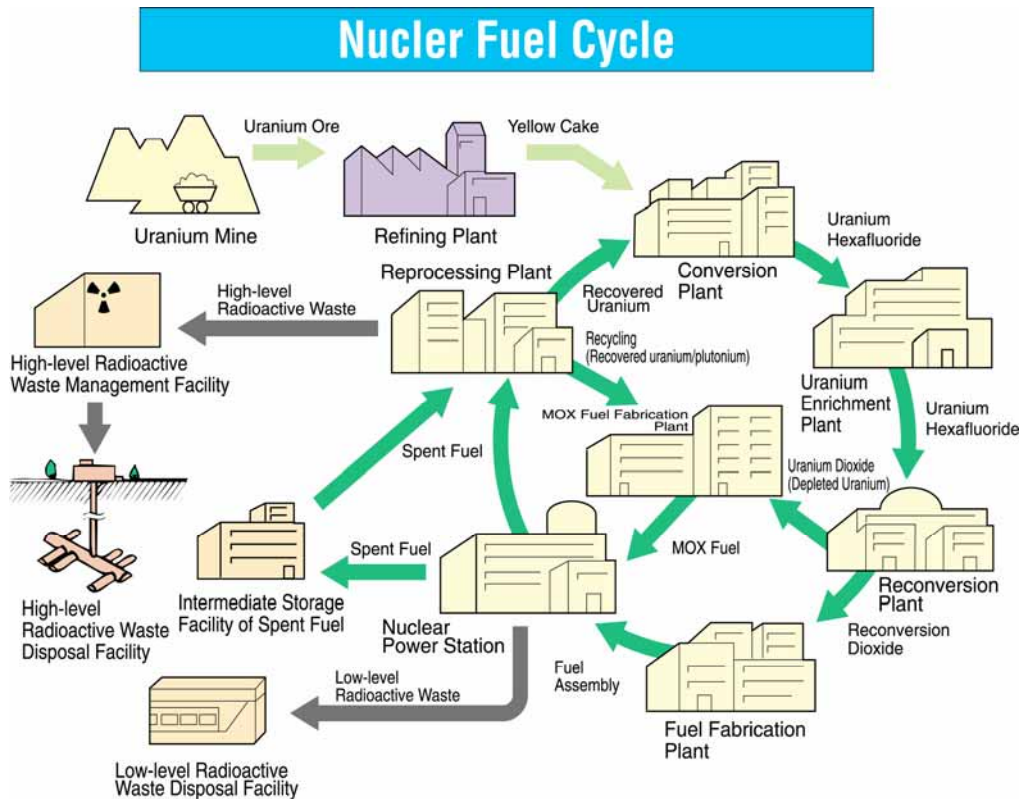 Nucler Fuel Cycle
Uranium Ore
Yellow Cake
Uranium Mine
Refining Plant
Uranium
Hexafluoride
Reprocessing Plant
Conversion
Plant
High-level
Radioactive Waste
Recovered
Uranium
Recycling
(Recovered uranium/plutonium)
High-level Radioactive
Waste Management Facility
Uranium
Enrichment
Plant
Uranium
Hexafluoride
MOX Fuel Fabrication
Plant
Spent Fuel
Uranium Dioxide
(Depleted Uranium)
Spent Fuel
MOX Fuel
Reconversion
Plant
High-level
Radioactive Waste
Disposal Facility
Intermediate Storage
Facility of Spent Fuel
Nuclear
Power Station
Reconversion
Dioxide
Low-level
Radioactive Waste
Fuel
Assembly
Fuel Fabrication
Plant
Low-level Radioactive
Waste Disposal Facility